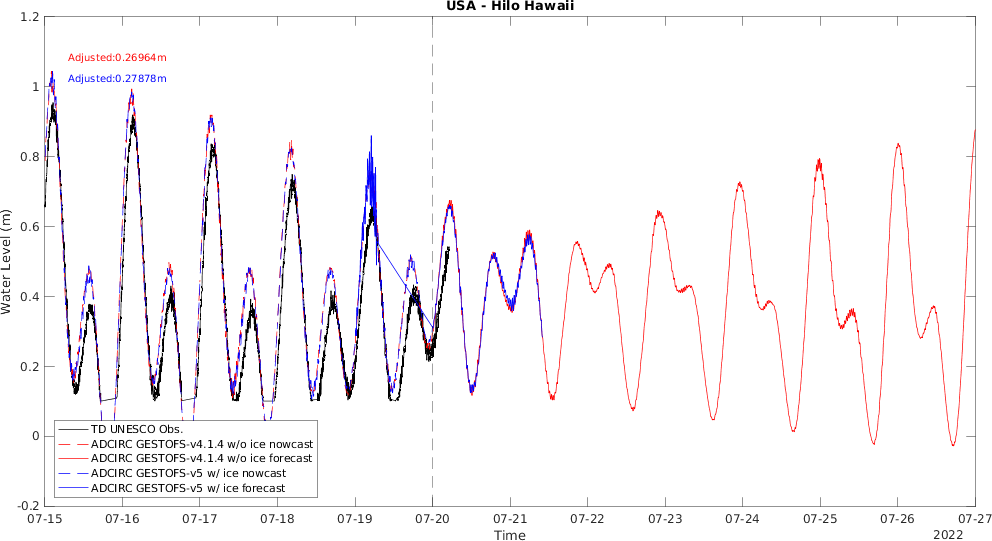 USA - Hilo Hawaii
Adjusted:0.26964m
Adjusted:0.27878m
Water Level (m)
1.2
1
0.8
0.6
0.4
0.2
0
-0.2
TD UNESCO Obs.
ADCIRC GESTOFS-v4.1.4 w/o ice nowcast
ADCIRC GESTOFS-v4.1.4 w/o ice forecast
ADCIRC GESTOFS-v5 w/ ice nowcast
ADCIRC GESTOFS-v5 w/ ice forecast
07-15 07-16 07-17 07-18 07-19 07-20 07-21 07-22 07-23 07-24 07-25 07-26 07-27
Time
2022